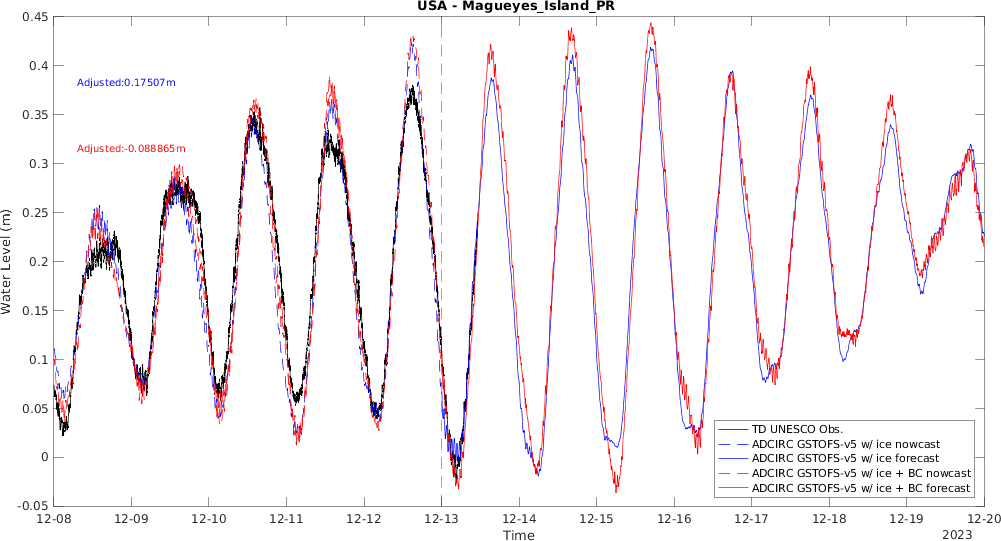 USA - Magueyes_Island_PR
0.45
0.4
0.35
0.3
0.25
0.2
0.15
0.1
0.05
0
-0.05
Water Level (m)
Adjusted:0.17507m
Adjusted:-0.088865m
TD UNESCO Obs.
ADCIRC GSTOFS-v5 w/ ice nowcast
ADCIRC GSTOFS-v5 w/ ice forecast
ADCIRC GSTOFS-v5 w/ ice + BC nowcast
ADCIRC GSTOFS-v5 w/ ice + BC forecast
12-08 12-09 12-10 12-11 12-12 12-13 12-14 12-15 12-16 12-17 12-18 12-19 12-20
Time
2023